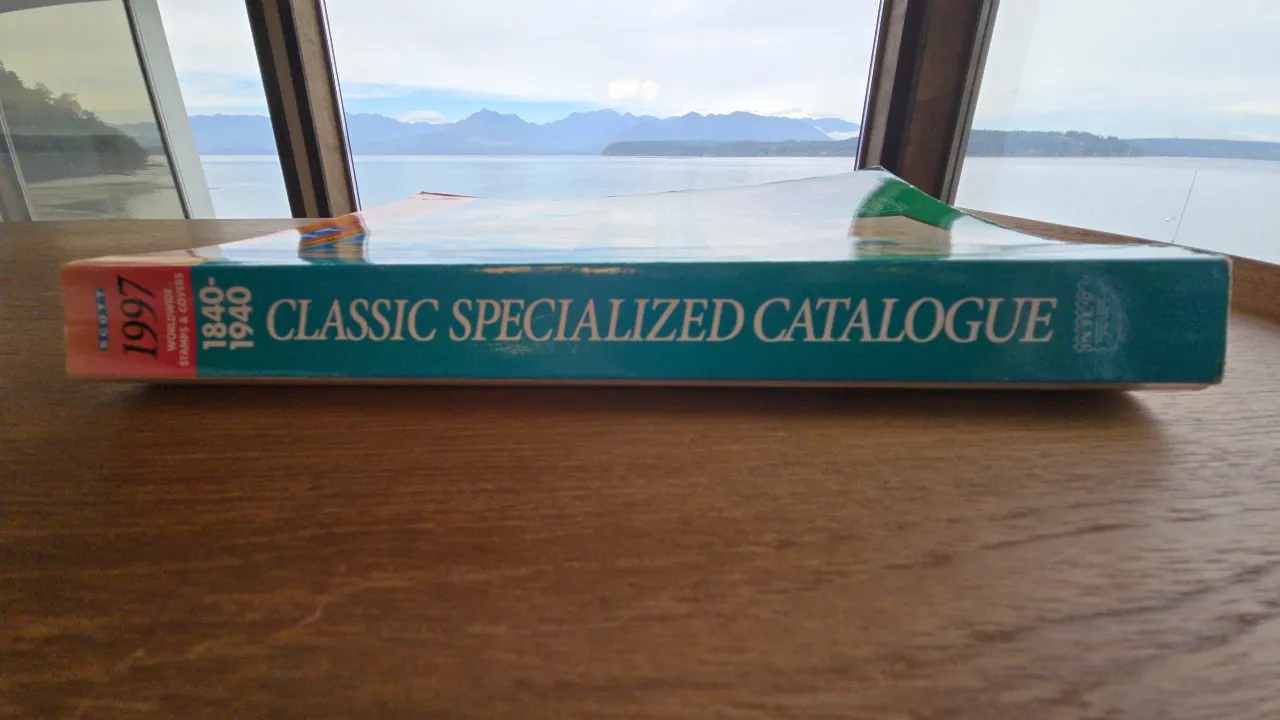 SCOTT
1997
WORLDWIDE
STAMPS & COVERS
1840-
1940
CLASSIC SPECIALIZED CATALOGUE